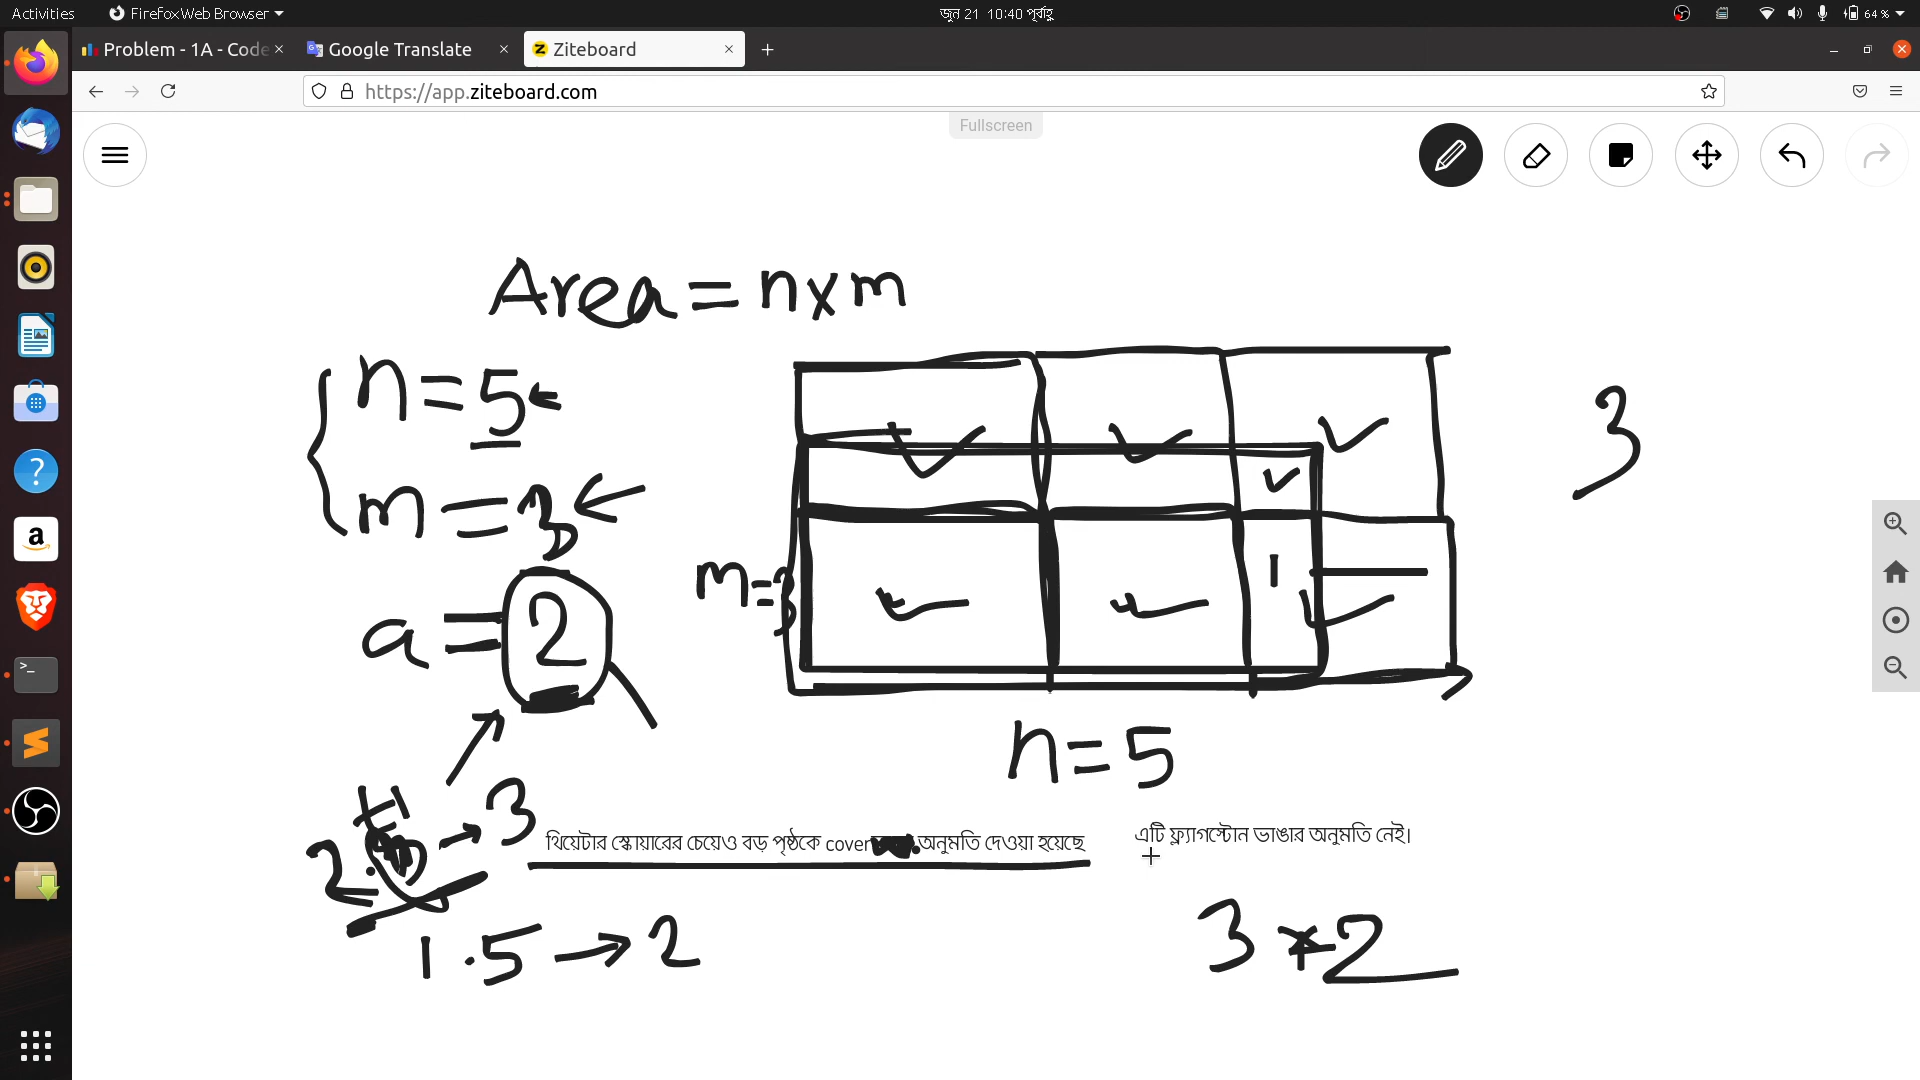 Activities Firefox Web Browser জুন 21 10:40 পূর্বাহ্ণ 64 %
Problem - 1A - Code Google Translate Ziteboard
https://app.ziteboard.com
Fullscreen
Area = n x m
n = 5
m = 3
a = 2
3
m = 3
n = 5
3
থিয়েটার স্কোয়ারের চেয়েও বড় পৃষ্ঠকে cover অনুমতি দেওয়া হয়েছে
এটি ফ্ল্যাগস্টোন ভাঙার অনুমতি নেই।
1.5 → 2
3 * 2